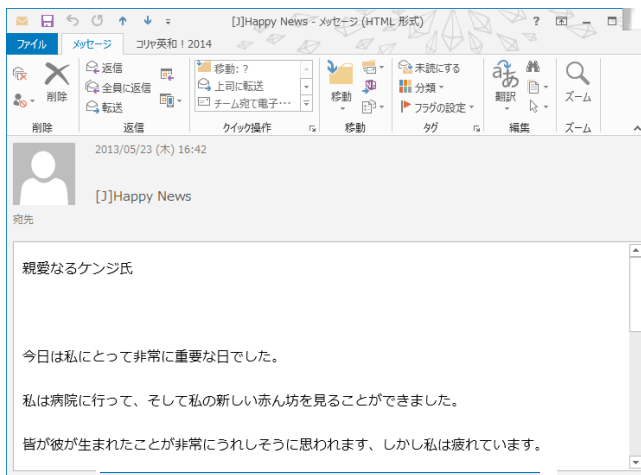 [J]Happy News - メッセージ (HTML 形式)
ファイル メッセージ コリャ英和！2014
削除
返信
全員に返信
転送
移動: ?
上司に転送
チーム宛て電子…
移動
未読にする
分類
フラグの設定
翻訳
ズーム
削除 返信 クイック操作 移動 タグ 編集 ズーム
2013/05/23 (木) 16:42
[J]Happy News
宛先
親愛なるケンジ氏
今日は私にとって非常に重要な日でした。
私は病院に行って、そして私の新しい赤ん坊を見ることができました。
皆が彼が生まれたことが非常にうれしそうに思われます、しかし私は疲れています。